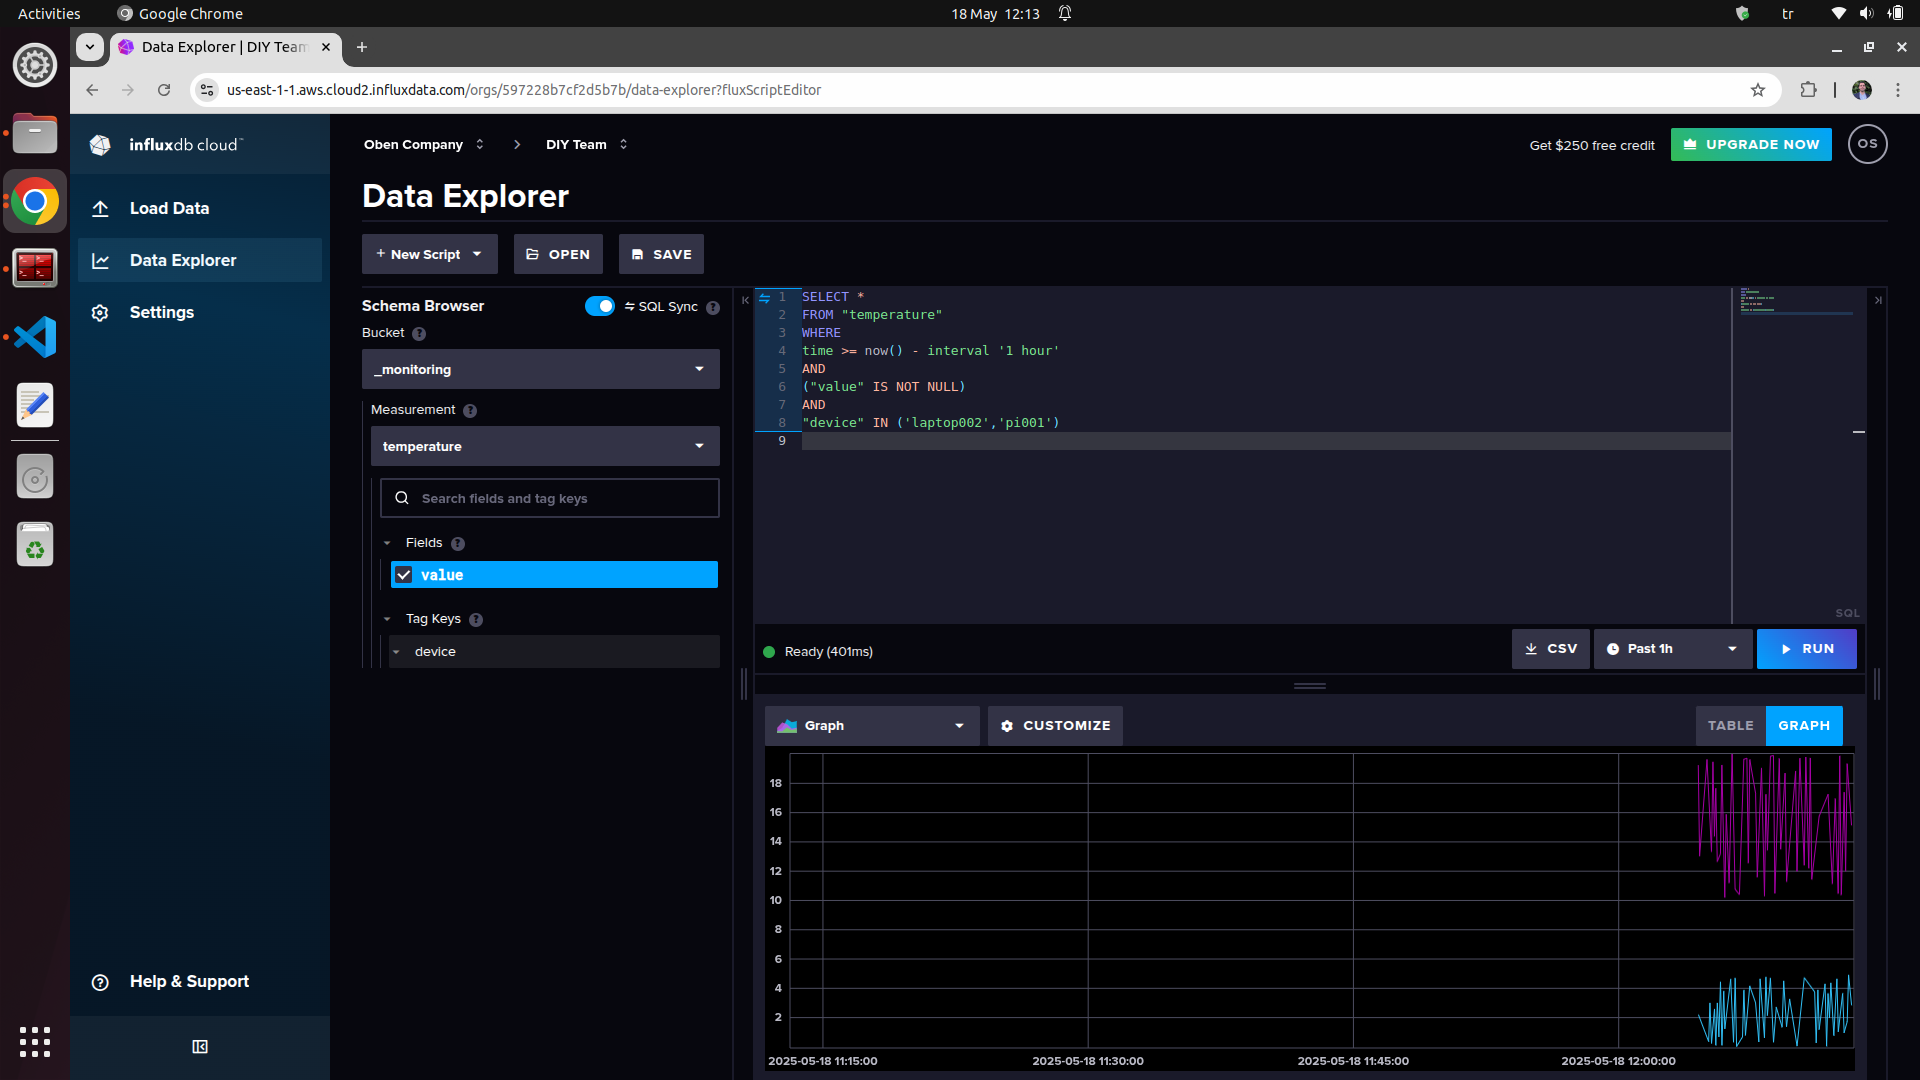 Activities
Google Chrome
18 May 12:13
tr
Data Explorer | DIY Team
us-east-1-1.aws.cloud2.influxdata.com/orgs/597228b7cf2d5b7b/data-explorer?fluxScriptEditor
influxdb cloud™
Load Data
Data Explorer
Settings
Help & Support
Oben Company
DIY Team
Get $250 free credit
UPGRADE NOW
OS
Data Explorer
+ New Script
OPEN
SAVE
Schema Browser
SQL Sync ?
Bucket ?
_monitoring
Measurement ?
temperature
Search fields and tag keys
Fields ?
value
Tag Keys ?
device
1 SELECT *
2 FROM "temperature"
3 WHERE
4 time >= now() - interval '1 hour'
5 AND
6 ("value" IS NOT NULL)
7 AND
8 "device" IN ('laptop002','pi001')
9
SQL
Ready (401ms)
CSV
Past 1h
RUN
Graph
CUSTOMIZE
TABLE
GRAPH
18
16
14
12
10
8
6
4
2
2025-05-18 11:15:00
2025-05-18 11:30:00
2025-05-18 11:45:00
2025-05-18 12:00:00